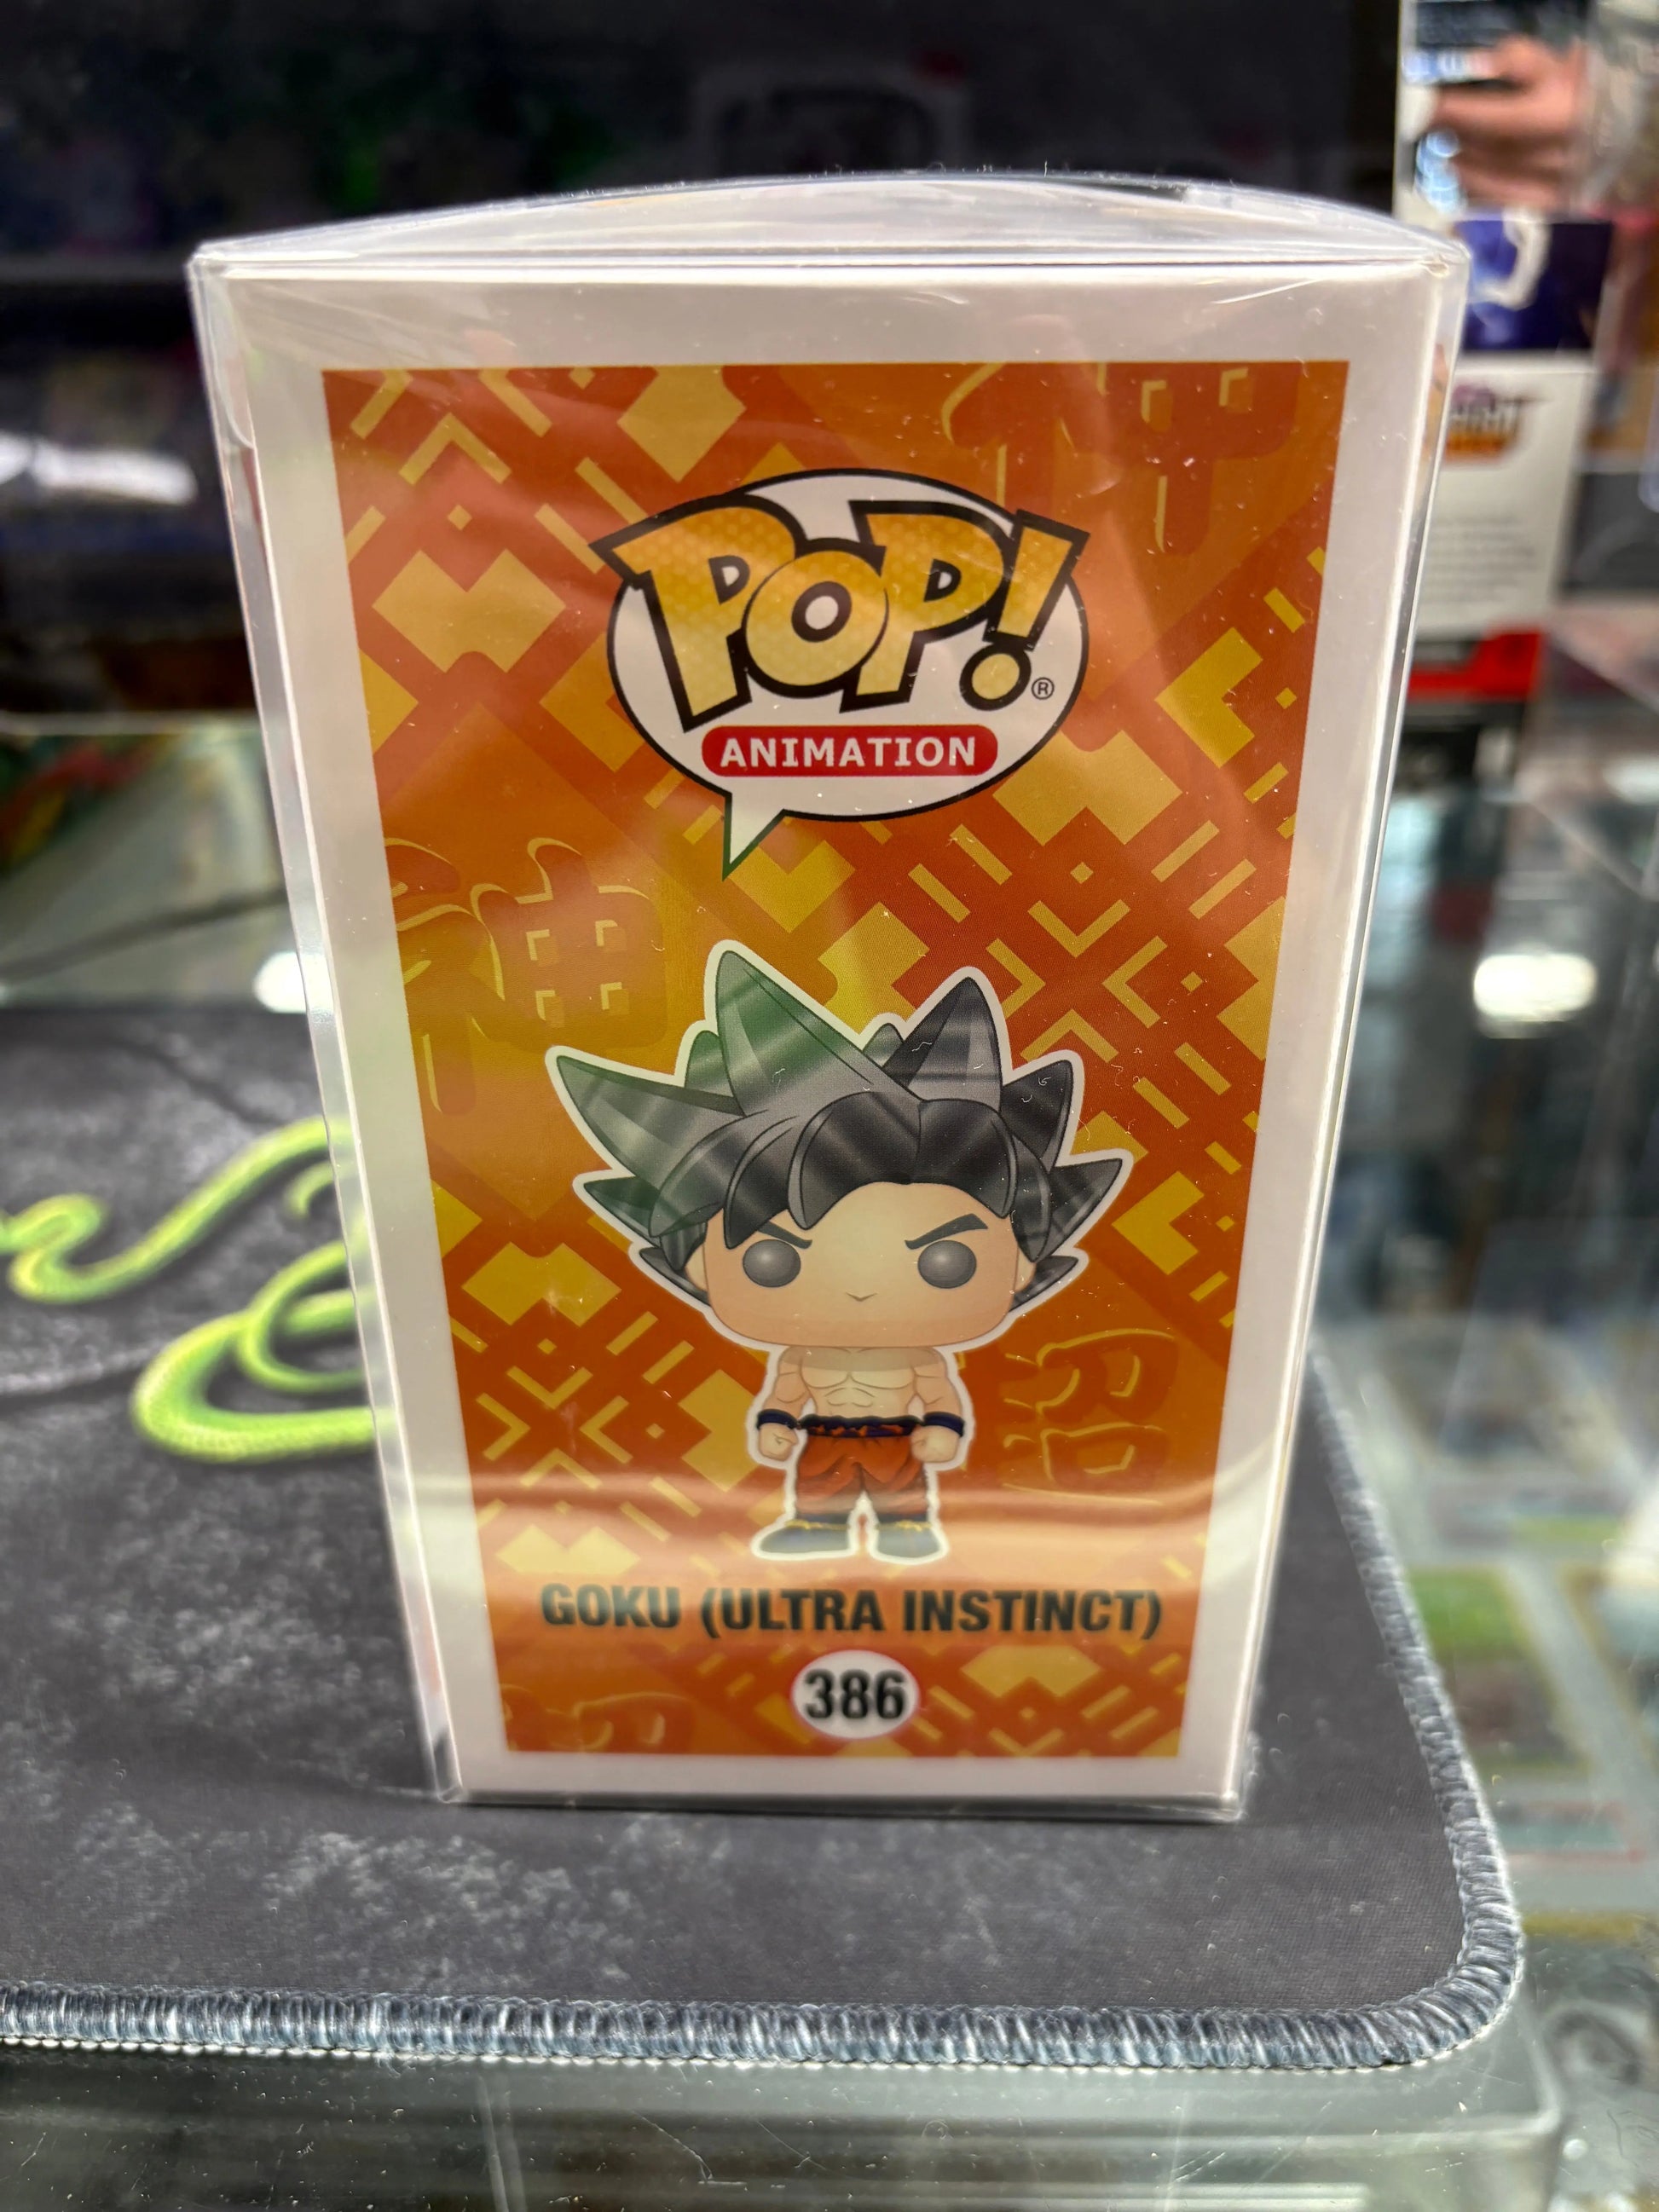 POP!®
ANIMATION
GOKU (ULTRA INSTINCT)
386